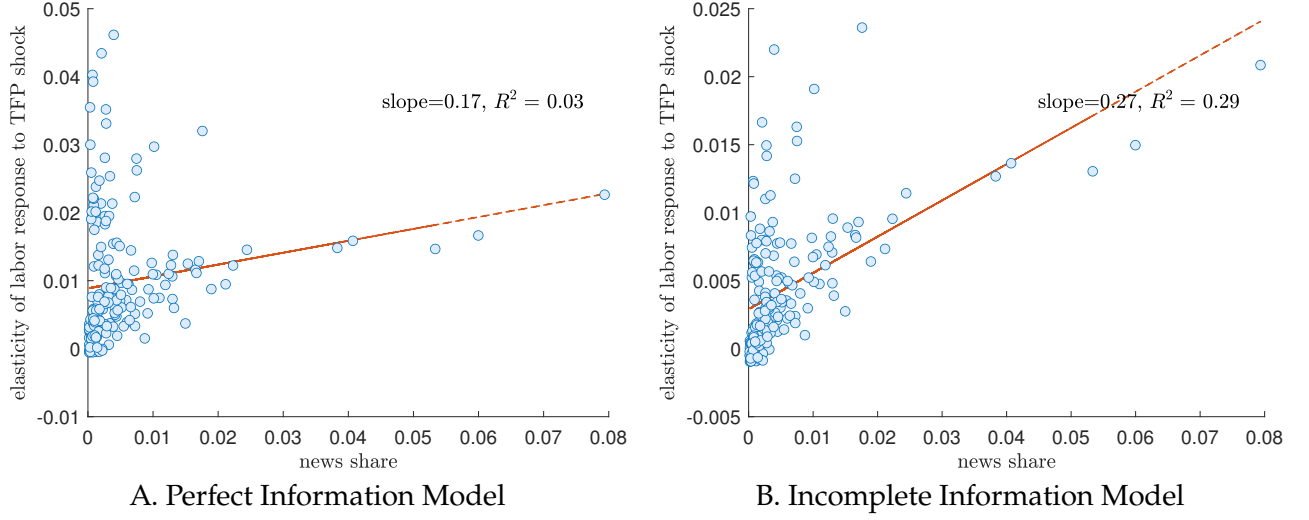 0.05
0.04
0.03
0.02
0.01
0
-0.01
elasticity of labor response to TFP shock
slope=0.17, R² = 0.03
0 0.01 0.02 0.03 0.04 0.05 0.06 0.07 0.08
news share
A. Perfect Information Model
0.025
0.02
0.015
0.01
0.005
0
-0.005
elasticity of labor response to TFP shock
slope=0.27, R² = 0.29
0 0.01 0.02 0.03 0.04 0.05 0.06 0.07 0.08
news share
B. Incomplete Information Model